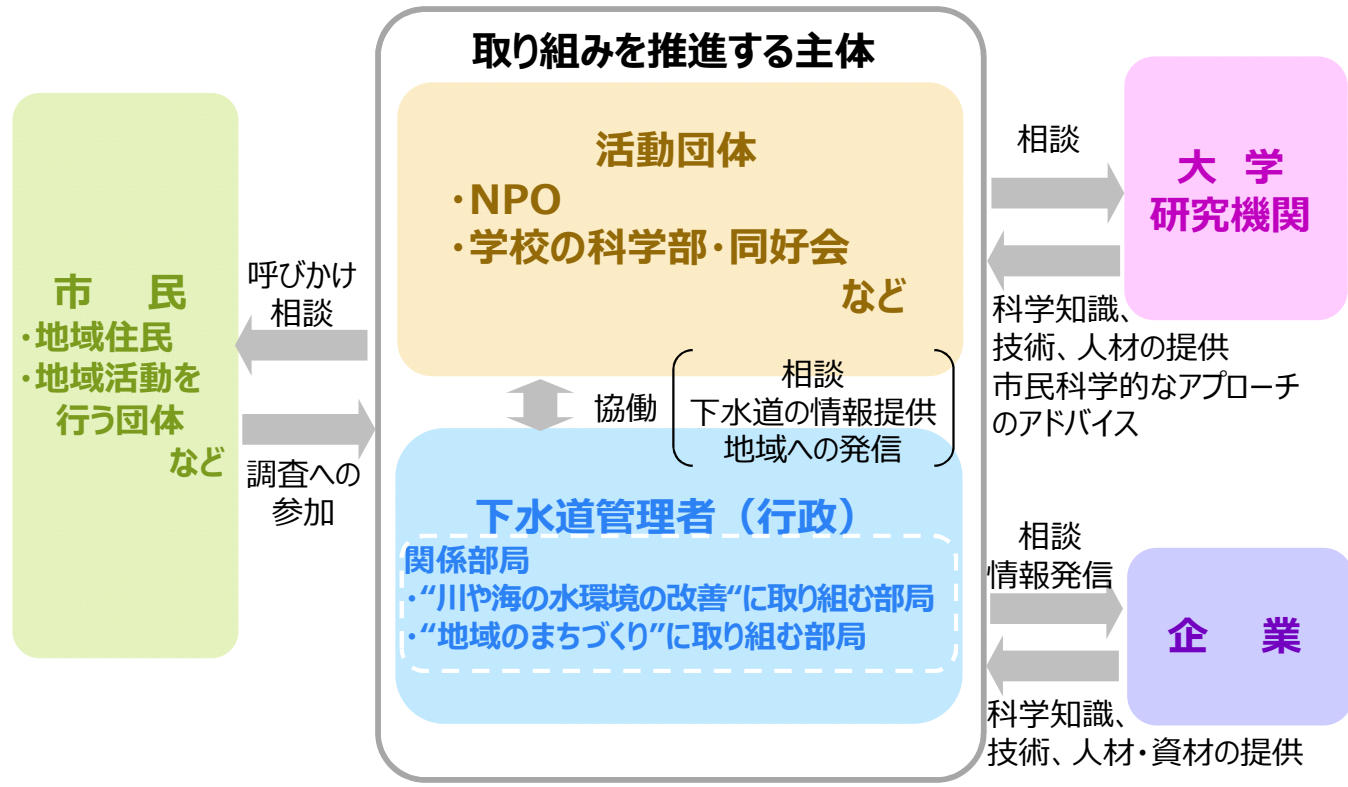 取り組みを推進する主体
活動団体
・NPO
・学校の科学部・同好会
など
市 民
・地域住民
・地域活動を
行う団体
など
呼びかけ
相談
調査への
参加
協働
相談
下水道の情報提供
地域への発信
下水道管理者（行政）
関係部局
・“川や海の水環境の改善“に取り組む部局
・“地域のまちづくり”に取り組む部局
相談
大 学
研究機関
科学知識、
技術、人材の提供
市民科学的なアプローチ
のアドバイス
相談
情報発信
企 業
科学知識、
技術、人材・資材の提供